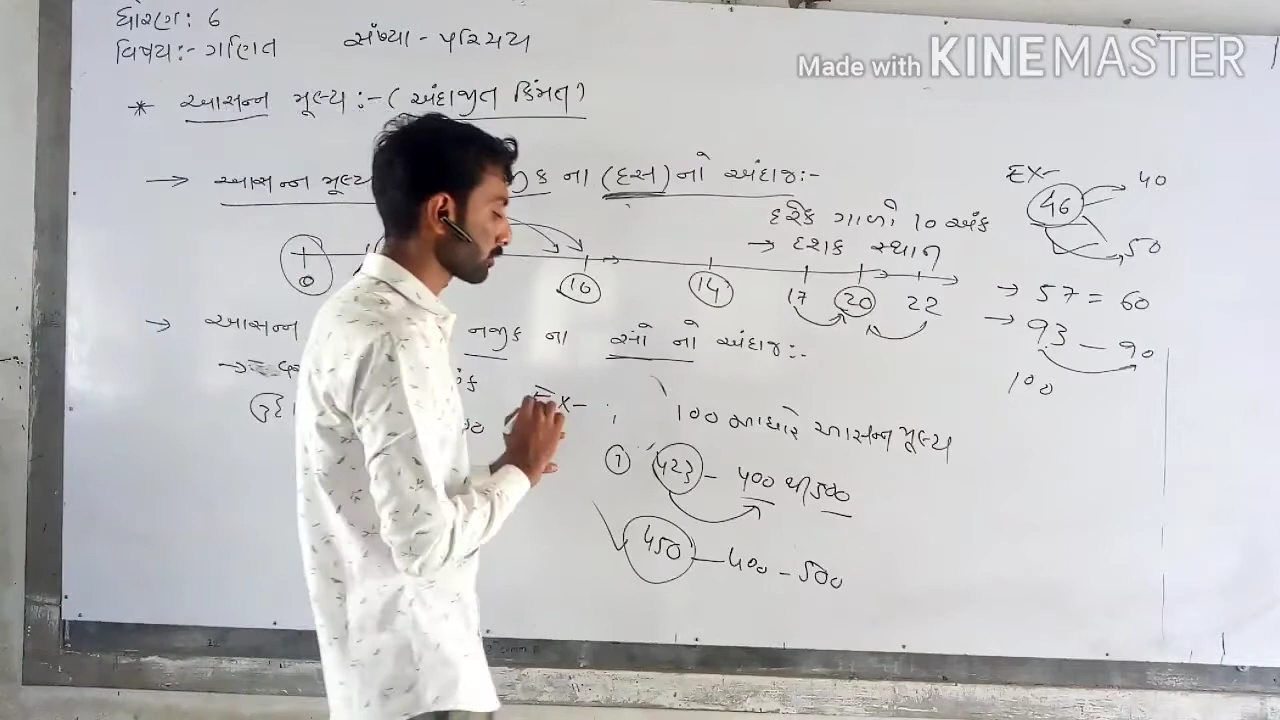 ધોરણ: 6
વિષય:- ગણિત
સંખ્યા - પરિચય
Made with KINEMASTER
* આસન્ન મૂલ્ય :- ( અંદાજીત કિંમત )
→ આસન્ન મૂલ્ય ક ના (દસ) નો અંદાજ:-
EX-
46 40
50
દરેક ગાળો 10 અંક
→ દશક સ્થાન
0 10 14 17 20 22
→ 57 = 60
→ 93 - 90
100
→ આસન્ન નજીક ના સો નો અંદાજ:-
EX- :
100 આધારે આસન્ન મૂલ્ય
① 423 - 400 થી 500
450 - 400 - 500